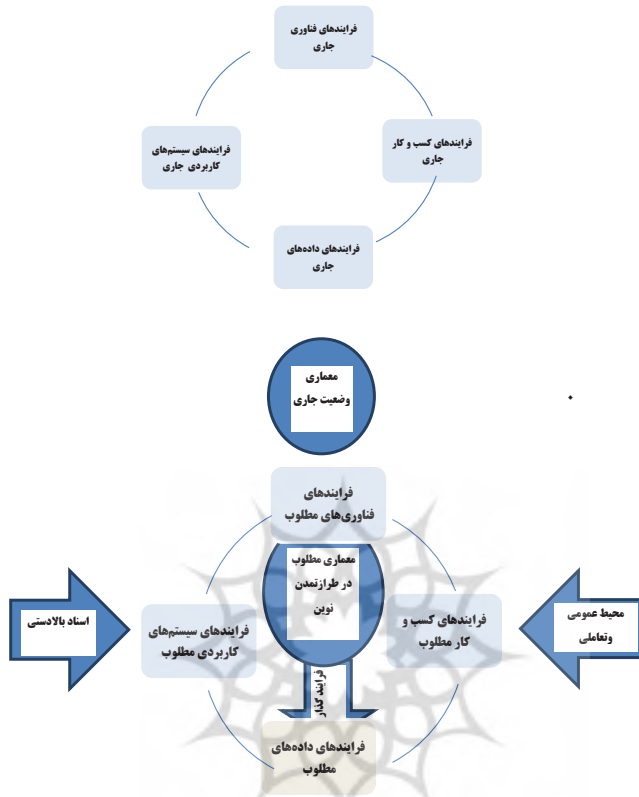 فرایندهای فناوری
جاری
فرایندهای کسب و کار
جاری
فرایندهای سیستم‌های
کاربردی جاری
فرایندهای داده‌های
جاری
معماری
وضعیت جاری
.
فرایندهای
فناوری‌های مطلوب
معماری مطلوب
در طرازتمدن
نوین
محیط عمومی
وتعاملی
فرایندهای کسب و
کار مطلوب
فرایندهای سیستم‌های
کاربردی مطلوب
اسناد بالادستی
فرایند گذار
فرایندهای داده‌های
مطلوب